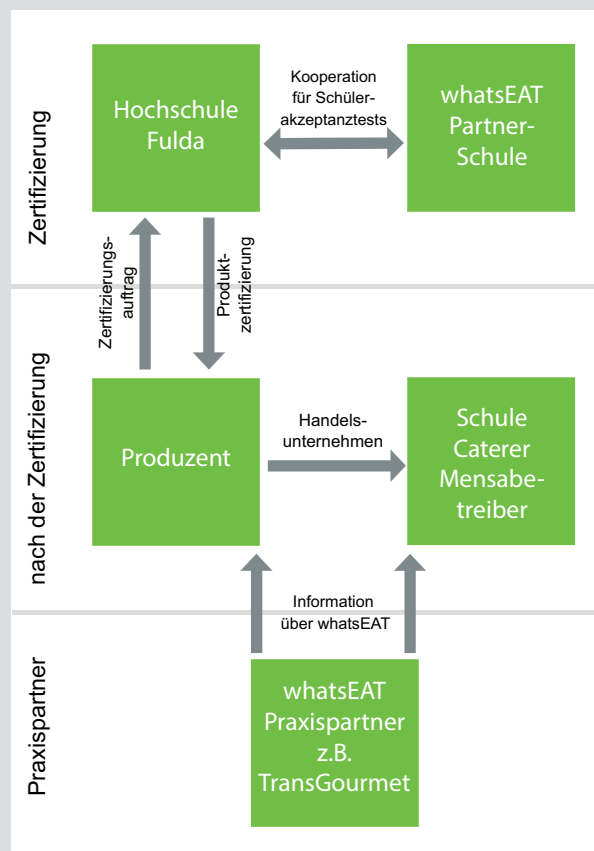 Zertifizierung
Hochschule
Fulda
Kooperation
für Schüler-
akzeptanztests
whatsEAT
Partner-
Schule
Zertifizierungs-
auftrag
Produkt-
zertifizierung
nach der Zertifizierung
Produzent
Handels-
unternehmen
Schule
Caterer
Mensabe-
treiber
Information
über whatsEAT
Praxispartner
whatsEAT
Praxispartner
z.B.
TransGourmet